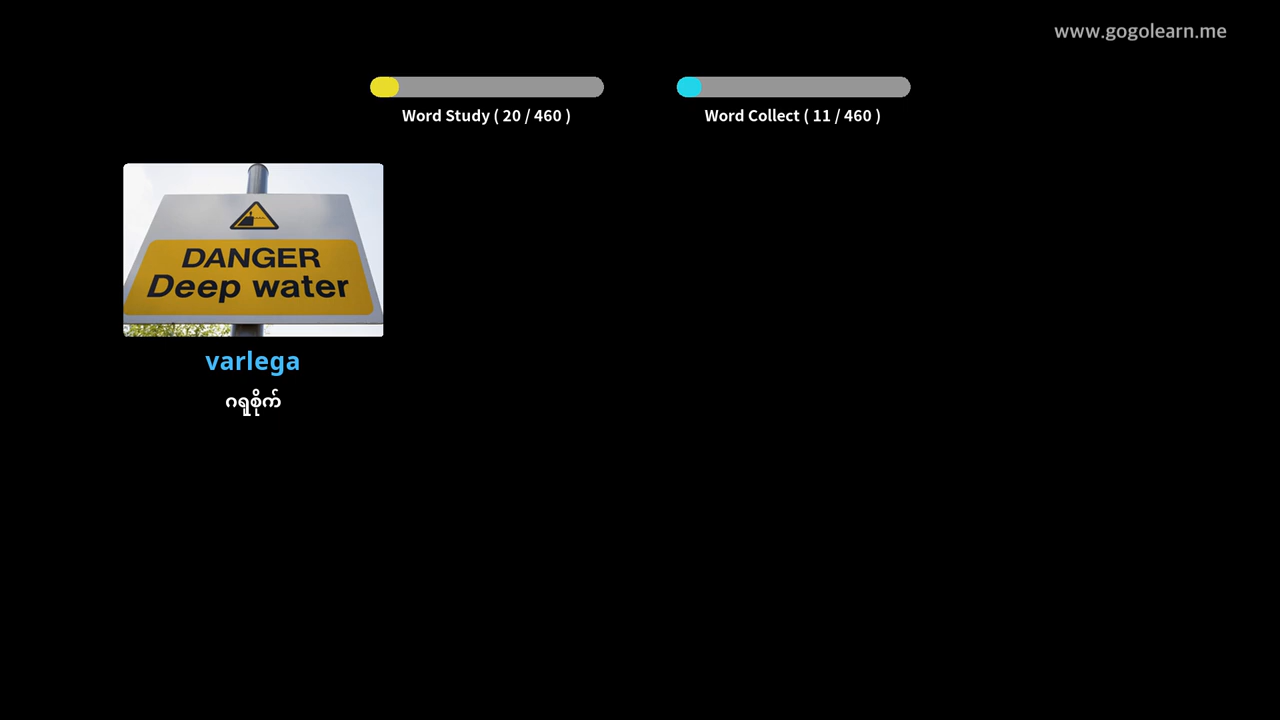 www.gogolearn.me
Word Study ( 20 / 460 )
Word Collect ( 11 / 460 )
DANGER
Deep water
varlega
ဂရုစိုက်